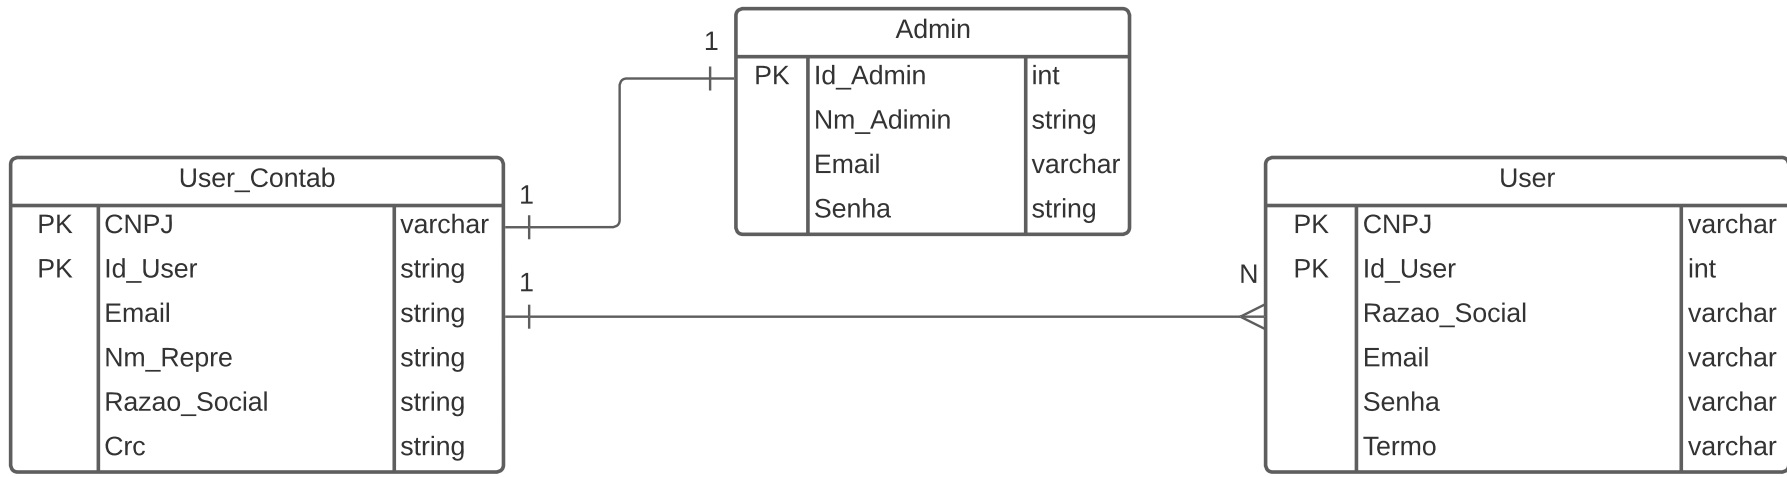 Admin
PK Id_Admin int
Nm_Adimin string
Email varchar
Senha string
1
1
User_Contab
PK CNPJ varchar
PK Id_User string
Email string
Nm_Repre string
Razao_Social string
Crc string
1
N
User
PK CNPJ varchar
PK Id_User int
Razao_Social varchar
Email varchar
Senha varchar
Termo varchar